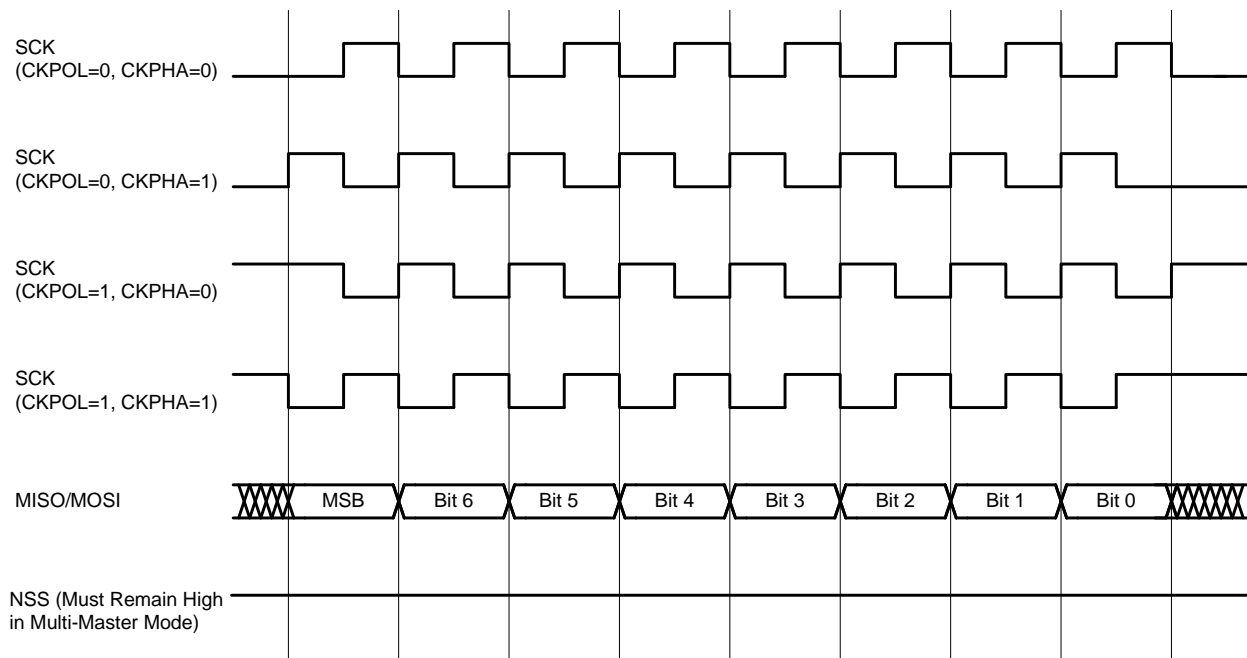 SCK
(CKPOL=0, CKPHA=0)
SCK
(CKPOL=0, CKPHA=1)
SCK
(CKPOL=1, CKPHA=0)
SCK
(CKPOL=1, CKPHA=1)
MISO/MOSI
MSB
Bit 6
Bit 5
Bit 4
Bit 3
Bit 2
Bit 1
Bit 0
NSS (Must Remain High
in Multi-Master Mode)